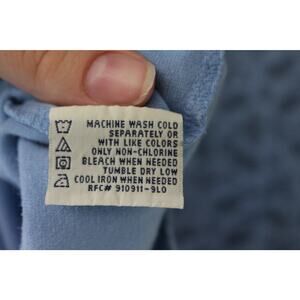 MACHINE WASH COLD
SEPARATELY OR
WITH LIKE COLORS
ONLY NON-CHLORINE
BLEACH WHEN NEEDED
TUMBLE DRY LOW
COOL IRON WHEN NEEDED
RFC# 910911-9L0